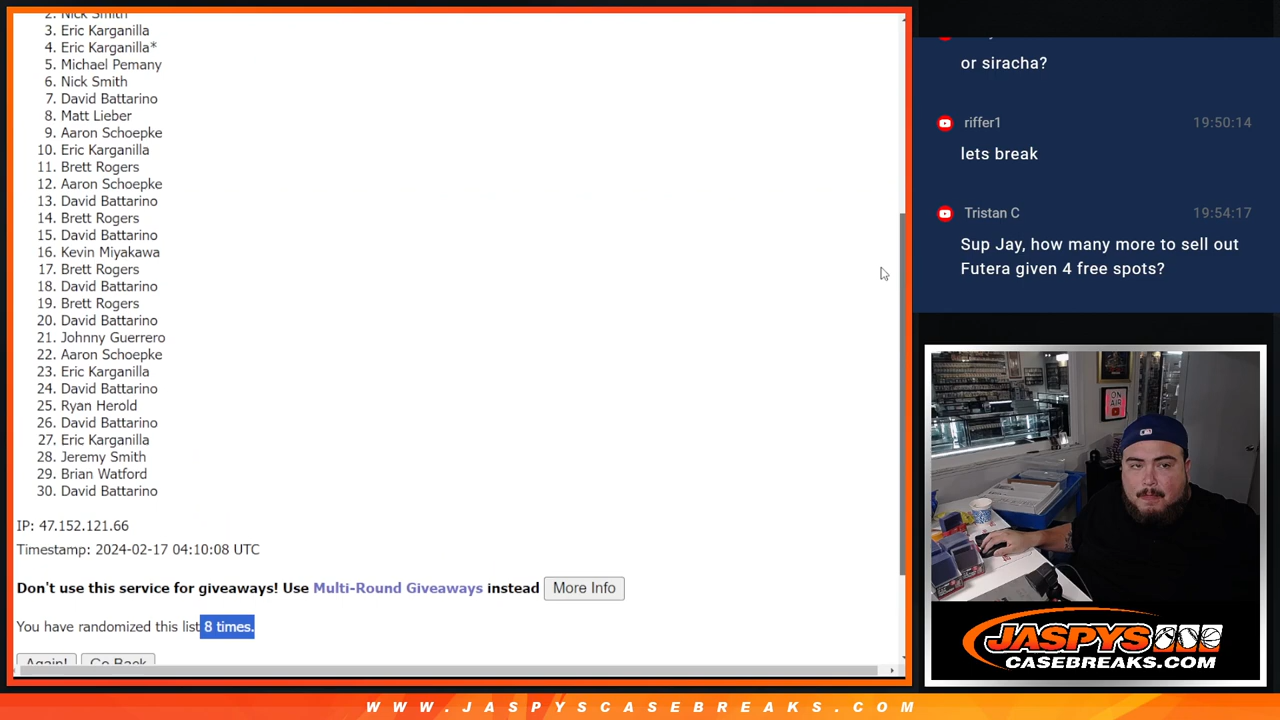 2. Nick Smith
3. Eric Karganilla
4. Eric Karganilla*
5. Michael Pemany
6. Nick Smith
7. David Battarino
8. Matt Lieber
9. Aaron Schoepke
10. Eric Karganilla
11. Brett Rogers
12. Aaron Schoepke
13. David Battarino
14. Brett Rogers
15. David Battarino
16. Kevin Miyakawa
17. Brett Rogers
18. David Battarino
19. Brett Rogers
20. David Battarino
21. Johnny Guerrero
22. Aaron Schoepke
23. Eric Karganilla
24. David Battarino
25. Ryan Herold
26. David Battarino
27. Eric Karganilla
28. Jeremy Smith
29. Brian Watford
30. David Battarino
IP: 47.152.121.66
Timestamp: 2024-02-17 04:10:08 UTC
Don't use this service for giveaways! Use Multi-Round Giveaways instead More Info
You have randomized this list 8 times.
Again! Go Back
or siracha?
riffer1 19:50:14
lets break
Tristan C 19:54:17
Sup Jay, how many more to sell out
Futera given 4 free spots?
ON
AIR
JASPYS
CASEBREAKS.COM
WWW.JASPYSCASEBREAKS.COM